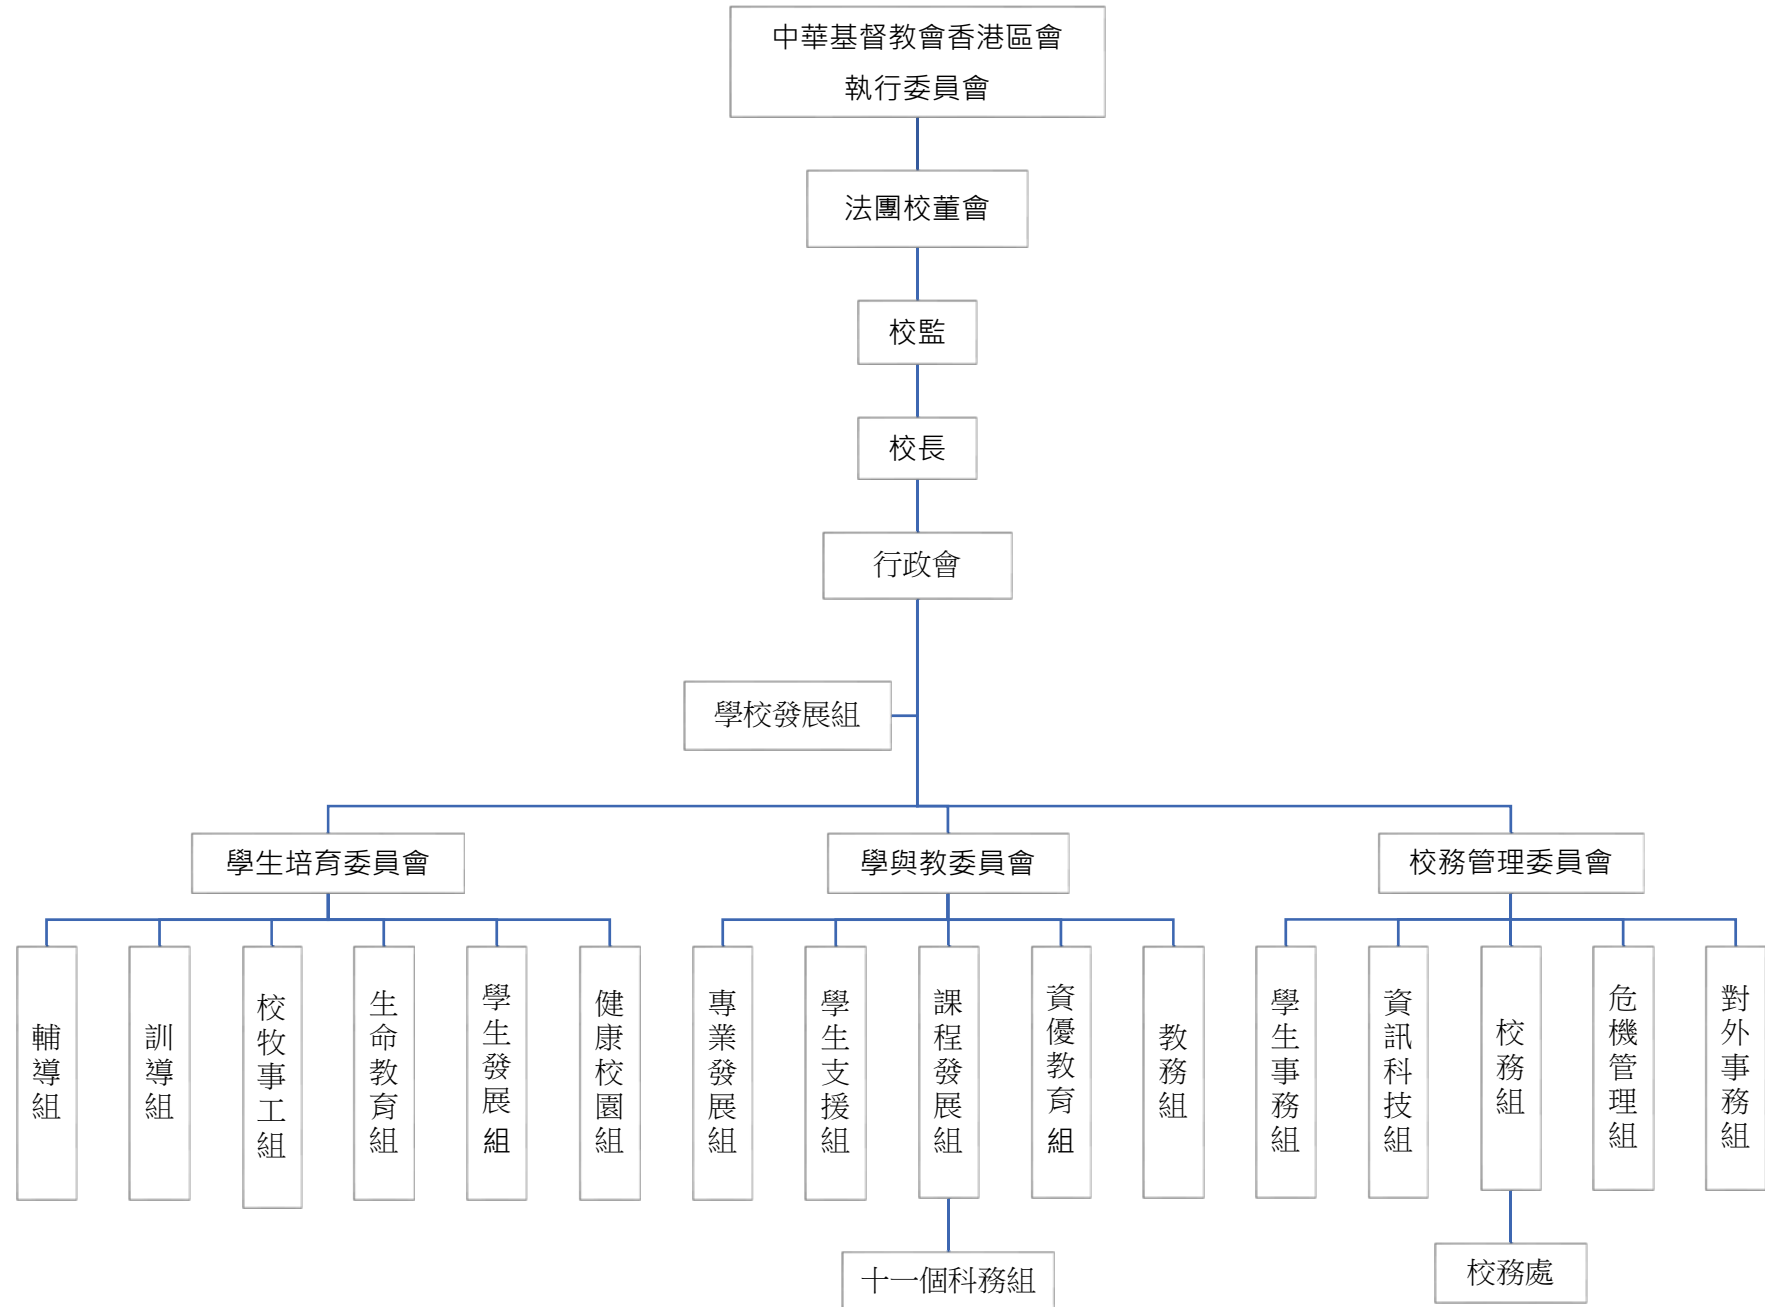 中華基督教會香港區會
執行委員會
法團校董會
校監
校長
行政會
學校發展組
學生培育委員會
學與教委員會
校務管理委員會
輔導組
訓導組
校牧事工組
生命教育組
學生發展組
健康校園組
專業發展組
學生支援組
課程發展組
資優教育組
教務組
學生事務組
資訊科技組
校務組
危機管理組
對外事務組
十一個科務組
校務處